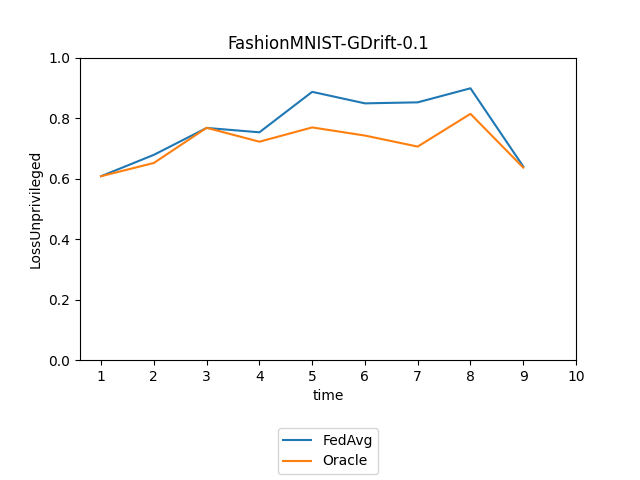 FashionMNIST-GDrift-0.1
1.0
0.8
0.6
0.4
0.2
0.0
LossUnprivileged
1 2 3 4 5 6 7 8 9 10
time
FedAvg
Oracle